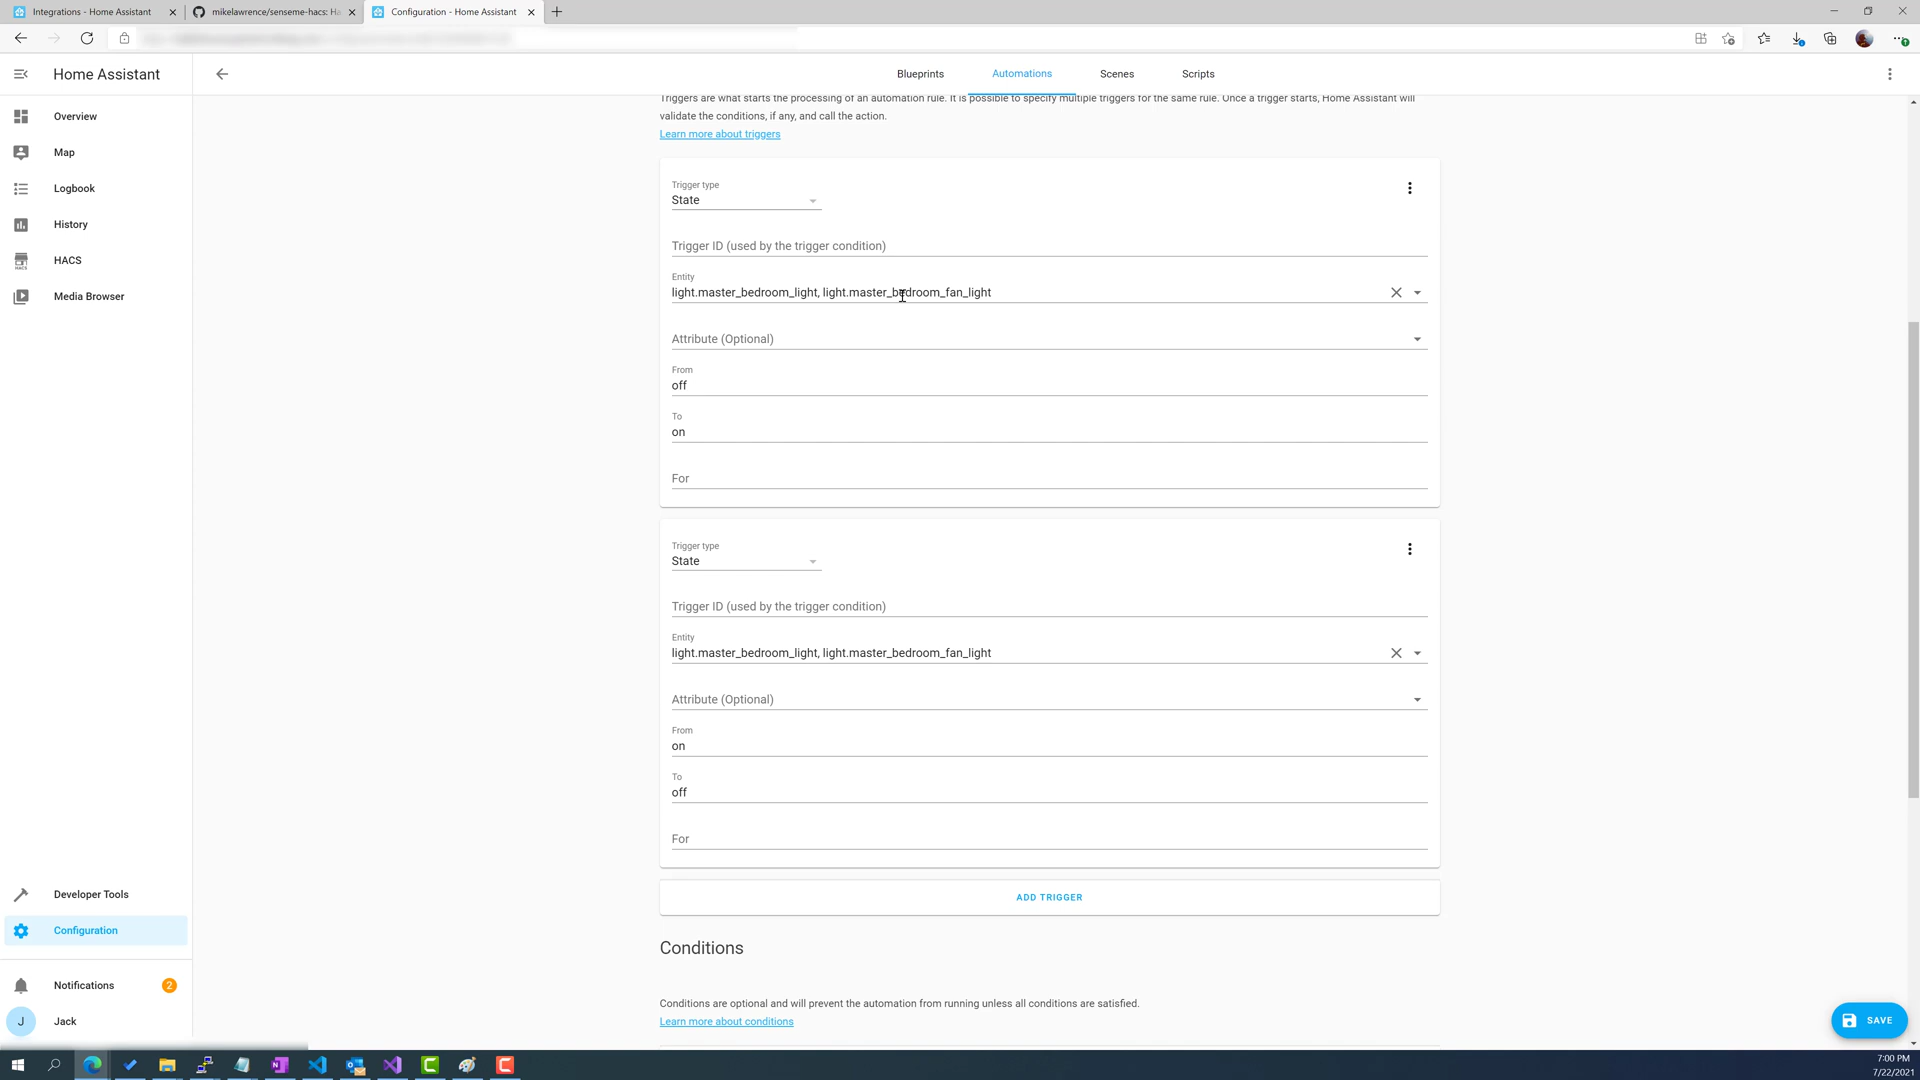 Integrations - Home Assistant
mikelawrence/senseme-hacs: Ha
Configuration - Home Assistant
Home Assistant
Blueprints
Automations
Scenes
Scripts
Overview
Map
Logbook
History
HACS
HACS
Media Browser
Developer Tools
Configuration
Notifications
2
J
Jack
Triggers are what starts the processing of an automation rule. It is possible to specify multiple triggers for the same rule. Once a trigger starts, Home Assistant will
validate the conditions, if any, and call the action.
Learn more about triggers
Trigger type
State
Trigger ID (used by the trigger condition)
Entity
light.master_bedroom_light, light.master_bedroom_fan_light
Attribute (Optional)
From
off
To
on
For
Trigger type
State
Trigger ID (used by the trigger condition)
Entity
light.master_bedroom_light, light.master_bedroom_fan_light
Attribute (Optional)
From
on
To
off
For
ADD TRIGGER
Conditions
Conditions are optional and will prevent the automation from running unless all conditions are satisfied.
Learn more about conditions
SAVE
7:00 PM
7/22/2021